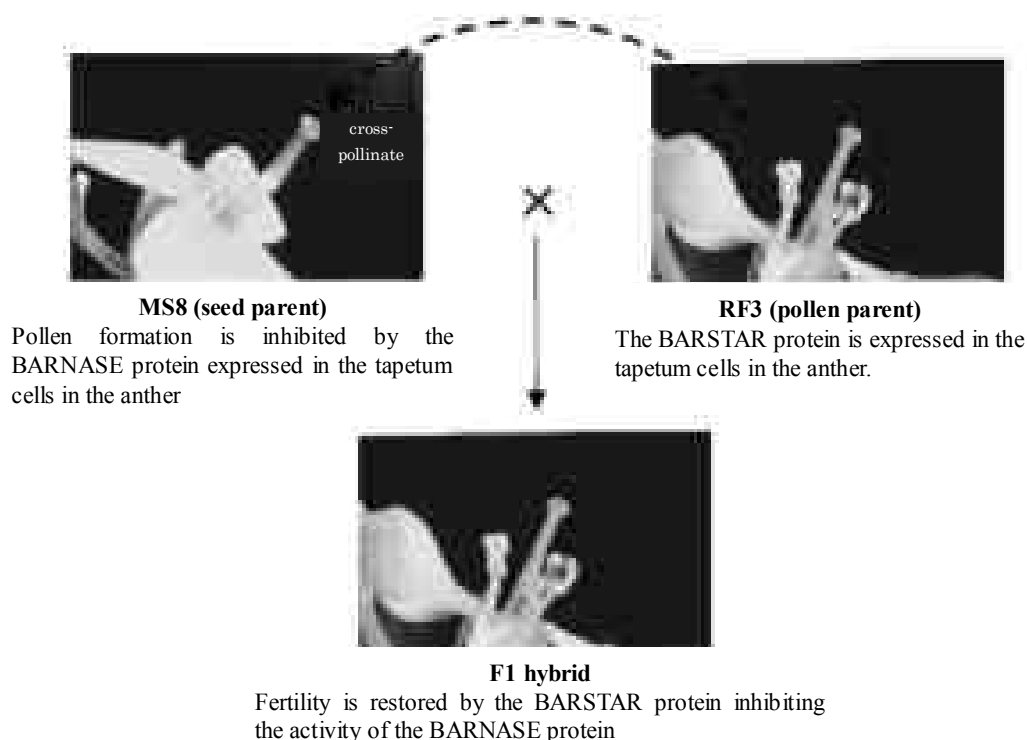 cross-
pollinate
MS8 (seed parent)
Pollen formation is inhibited by the
BARNASE protein expressed in the tapetum
cells in the anther
RF3 (pollen parent)
The BARSTAR protein is expressed in the
tapetum cells in the anther.
F1 hybrid
Fertility is restored by the BARSTAR protein inhibiting
the activity of the BARNASE protein